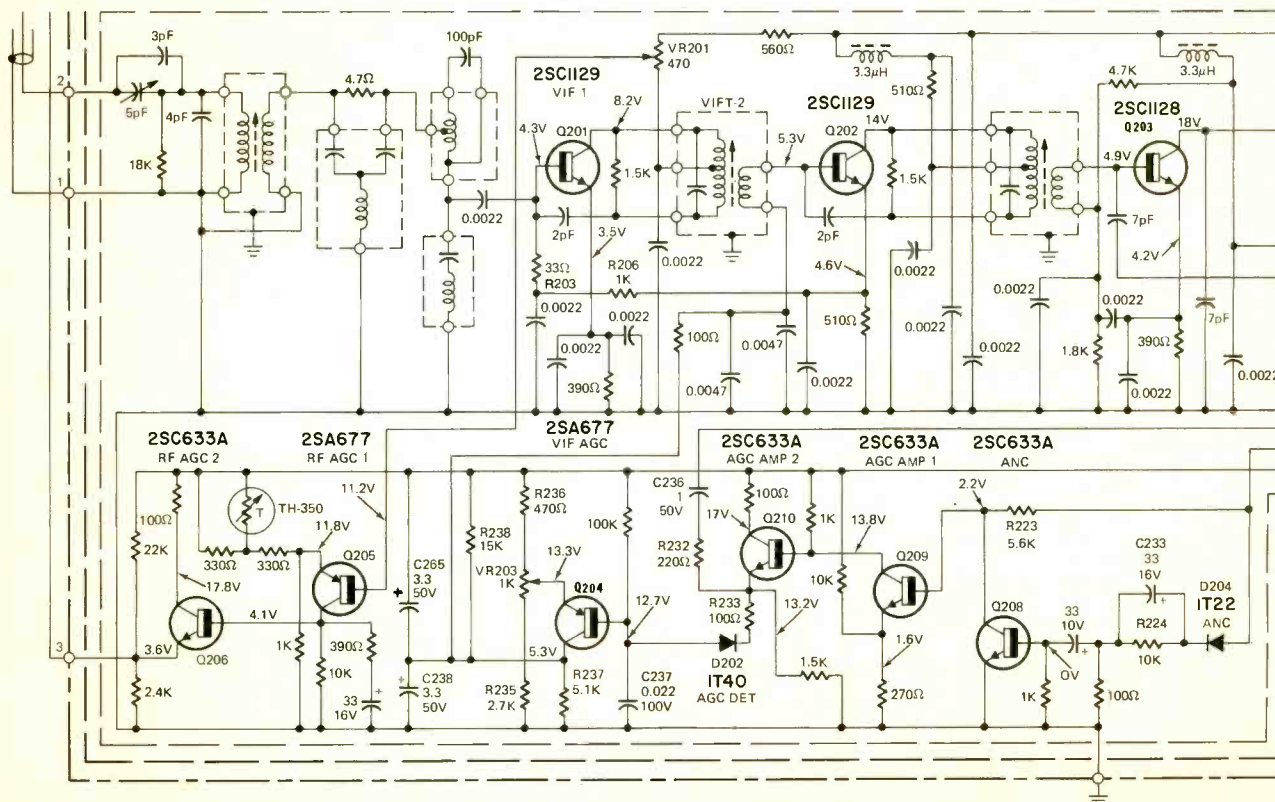 3pF
2
5pF
4pF
18K
1
4.7Ω
100pF
0.0022
2SC1129
VIF 1
4.3V
Q201
8.2V
1.5K
2pF
3.5V
33Ω
R203
R206
1K
0.0022
0.0022
0.0022
390Ω
VR201
470
560Ω
VIFT-2
0.0022
5.3V
100Ω
0.0047
0.0047
0.0022
3.3µH
510Ω
2SC1129
Q202
14V
1.5K
2pF
4.6V
510Ω
0.0022
0.0022
0.0022
4.7K
3.3µH
2SC1128
Q203
18V
4.9V
7pF
4.2V
0.0022
0.0022
1.8K
0.0022
390Ω
7pF
0.0022
2SC633A
RF AGC 2
2SA677
RF AGC 1
2SA677
VIF AGC
2SC633A
AGC AMP 2
2SC633A
AGC AMP 1
2SC633A
ANC
100Ω
22K
T
TH-350
330Ω
330Ω
11.2V
11.8V
Q205
17.8V
4.1V
3
3.6V
Q206
2.4K
1K
10K
390Ω
33
16V
C265
3.3
50V
C238
3.3
50V
R238
15K
R236
470Ω
VR203
1K
13.3V
Q204
5.3V
R235
2.7K
R237
5.1K
100K
12.7V
C237
0.022
100V
D202
IT40
AGC DET
C236
1
50V
R232
220Ω
100Ω
17V
Q210
R233
100Ω
13.2V
1.5K
1K
13.8V
10K
Q209
1.6V
270Ω
2.2V
R223
5.6K
Q208
33
10V
0V
1K
100Ω
C233
33
16V
R224
10K
D204
IT22
ANC